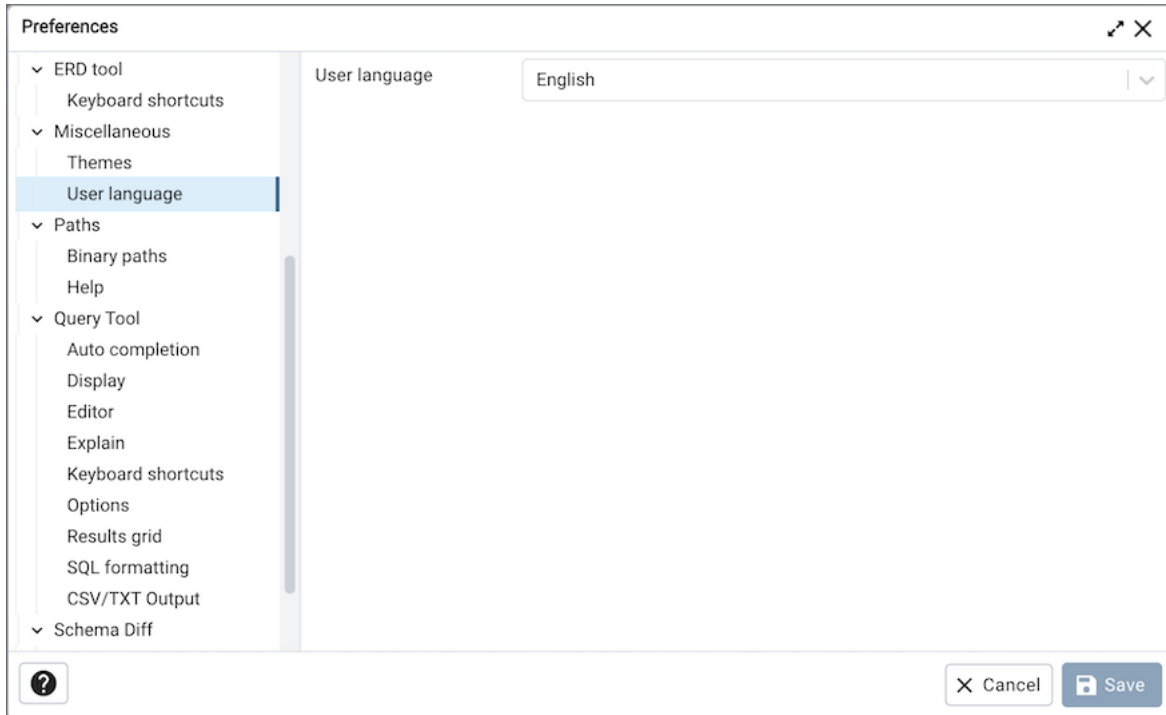 Preferences
ERD tool
Keyboard shortcuts
Miscellaneous
Themes
User language
Paths
Binary paths
Help
Query Tool
Auto completion
Display
Editor
Explain
Keyboard shortcuts
Options
Results grid
SQL formatting
CSV/TXT Output
Schema Diff
User language
English
?
Cancel
Save